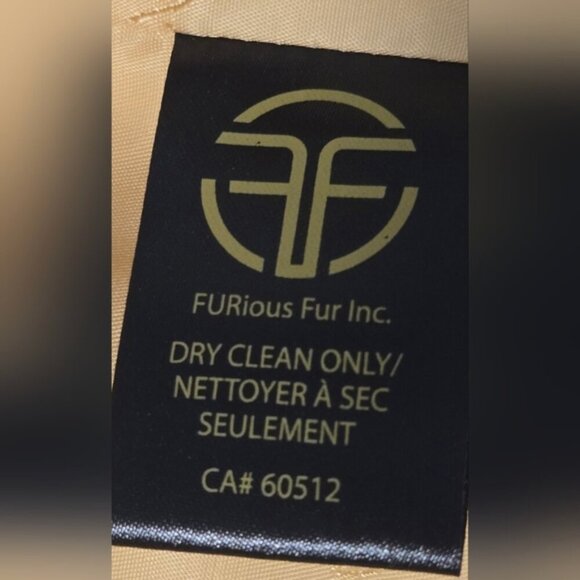 FURious Fur Inc.
DRY CLEAN ONLY/
NETTOYER À SEC
SEULEMENT
CA# 60512